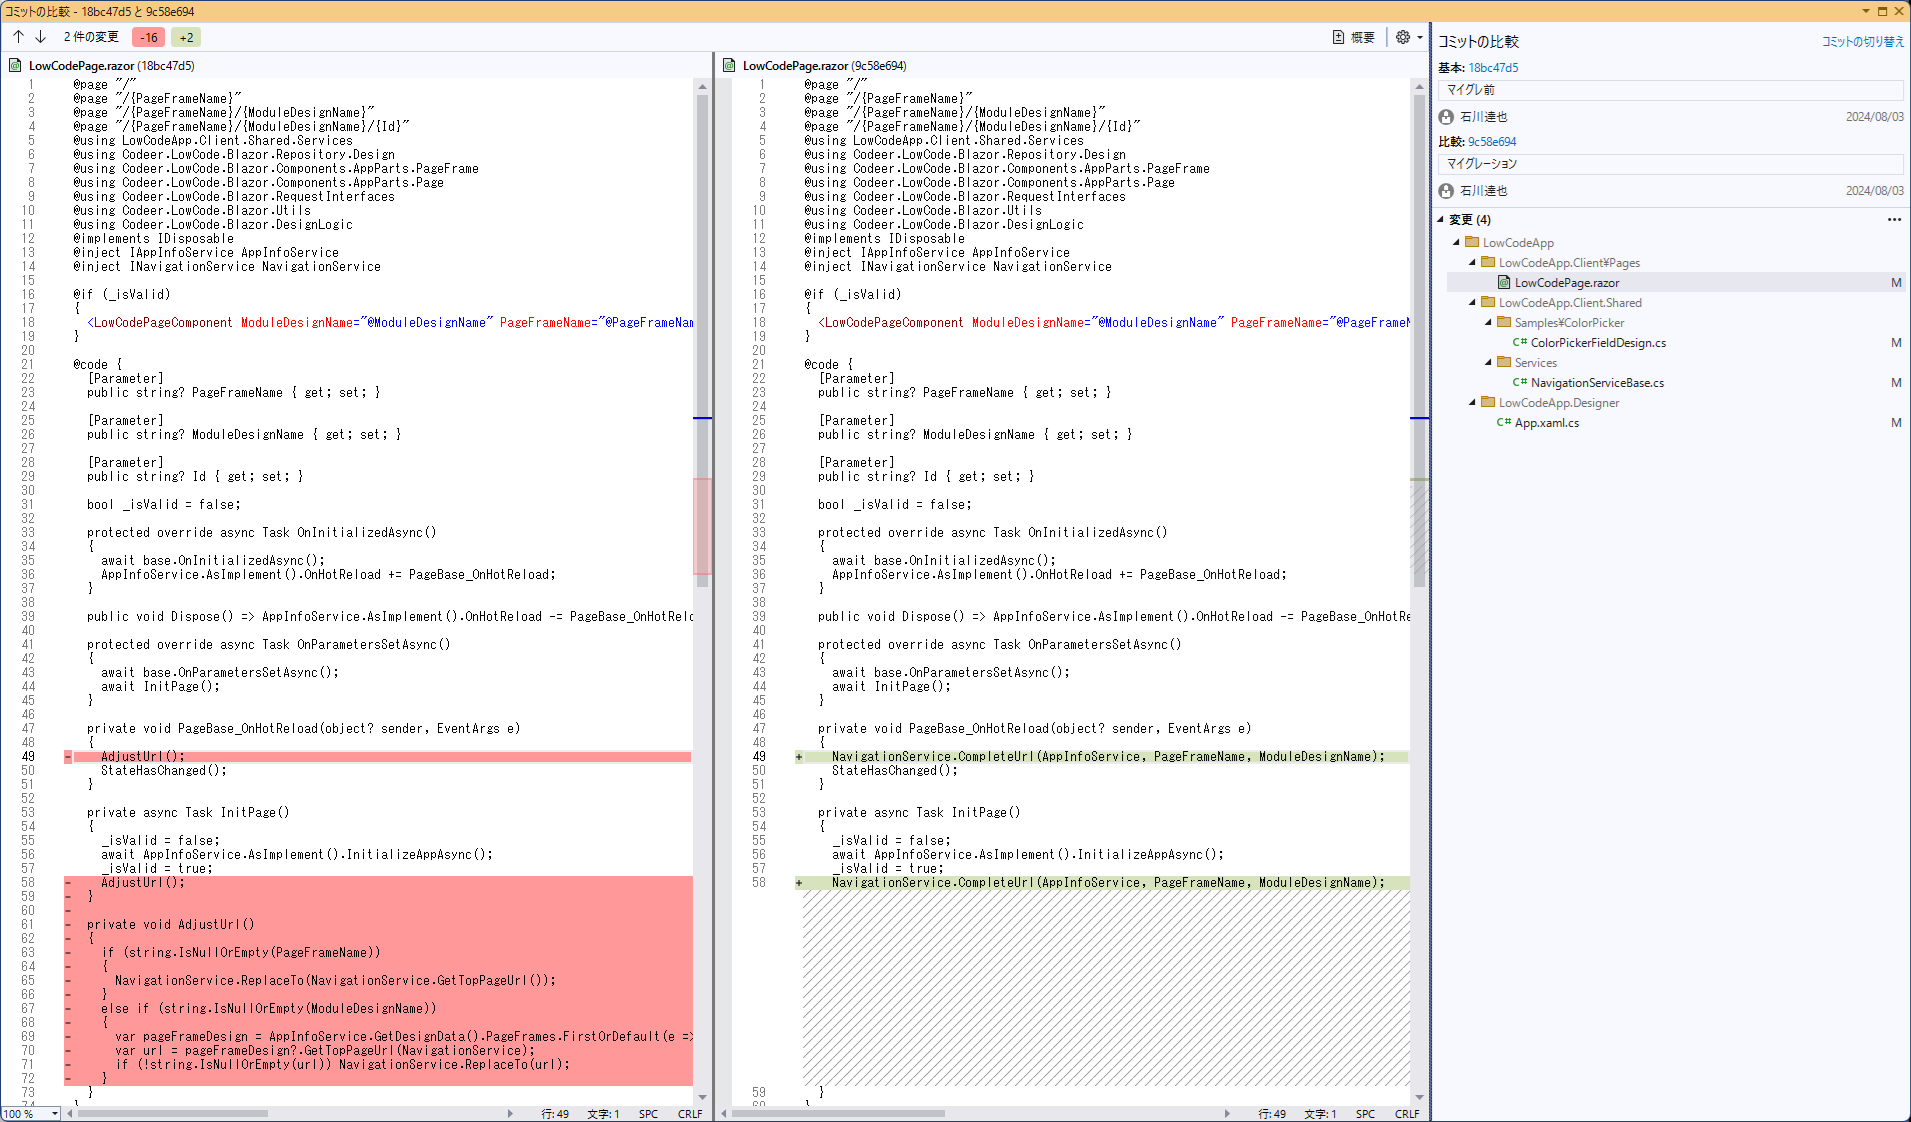 コミットの比較 - 18bc47d5 と 9c58e694
2 件の変更 -16 +2
概要
LowCodePage.razor (18bc47d5)
1 @page "/"
2 @page "/{PageFrameName}"
3 @page "/{PageFrameName}/{ModuleDesignName}"
4 @page "/{PageFrameName}/{ModuleDesignName}/{Id}"
5 @using LowCodeApp.Client.Shared.Services
6 @using Codeer.LowCode.Blazor.Repository.Design
7 @using Codeer.LowCode.Blazor.Components.AppParts.PageFrame
8 @using Codeer.LowCode.Blazor.Components.AppParts.Page
9 @using Codeer.LowCode.Blazor.RequestInterfaces
10 @using Codeer.LowCode.Blazor.Utils
11 @using Codeer.LowCode.Blazor.DesignLogic
12 @implements IDisposable
13 @inject IAppInfoService AppInfoService
14 @inject INavigationService NavigationService
15
16 @if (_isValid)
17 {
18 <LowCodePageComponent ModuleDesignName="@ModuleDesignName" PageFrameName="@PageFrameNam
19 }
20
21 @code {
22 [Parameter]
23 public string? PageFrameName { get; set; }
24
25 [Parameter]
26 public string? ModuleDesignName { get; set; }
27
28 [Parameter]
29 public string? Id { get; set; }
30
31 bool _isValid = false;
32
33 protected override async Task OnInitializedAsync()
34 {
35 await base.OnInitializedAsync();
36 AppInfoService.AsImplement().OnHotReload += PageBase_OnHotReload;
37 }
38
39 public void Dispose() => AppInfoService.AsImplement().OnHotReload -= PageBase_OnHotRelo
40
41 protected override async Task OnParametersSetAsync()
42 {
43 await base.OnParametersSetAsync();
44 await InitPage();
45 }
46
47 private void PageBase_OnHotReload(object? sender, EventArgs e)
48 {
49 - AdjustUrl();
50 StateHasChanged();
51 }
52
53 private async Task InitPage()
54 {
55 _isValid = false;
56 await AppInfoService.AsImplement().InitializeAppAsync();
57 _isValid = true;
58 - AdjustUrl();
59 - }
60 -
61 - private void AdjustUrl()
62 - {
63 - if (string.IsNullOrEmpty(PageFrameName))
64 - {
65 - NavigationService.ReplaceTo(NavigationService.GetTopPageUrl());
66 - }
67 - else if (string.IsNullOrEmpty(ModuleDesignName))
68 - {
69 - var pageFrameDesign = AppInfoService.GetDesignData().PageFrames.FirstOrDefault(e =>
70 - var url = pageFrameDesign?.GetTopPageUrl(NavigationService);
71 - if (!string.IsNullOrEmpty(url)) NavigationService.ReplaceTo(url);
72 - }
73 }
74 }
100 % 行: 49 文字: 1 SPC CRLF
LowCodePage.razor (9c58e694)
1 @page "/"
2 @page "/{PageFrameName}"
3 @page "/{PageFrameName}/{ModuleDesignName}"
4 @page "/{PageFrameName}/{ModuleDesignName}/{Id}"
5 @using LowCodeApp.Client.Shared.Services
6 @using Codeer.LowCode.Blazor.Repository.Design
7 @using Codeer.LowCode.Blazor.Components.AppParts.PageFrame
8 @using Codeer.LowCode.Blazor.Components.AppParts.Page
9 @using Codeer.LowCode.Blazor.RequestInterfaces
10 @using Codeer.LowCode.Blazor.Utils
11 @using Codeer.LowCode.Blazor.DesignLogic
12 @implements IDisposable
13 @inject IAppInfoService AppInfoService
14 @inject INavigationService NavigationService
15
16 @if (_isValid)
17 {
18 <LowCodePageComponent ModuleDesignName="@ModuleDesignName" PageFrameName="@PageFrameN
19 }
20
21 @code {
22 [Parameter]
23 public string? PageFrameName { get; set; }
24
25 [Parameter]
26 public string? ModuleDesignName { get; set; }
27
28 [Parameter]
29 public string? Id { get; set; }
30
31 bool _isValid = false;
32
33 protected override async Task OnInitializedAsync()
34 {
35 await base.OnInitializedAsync();
36 AppInfoService.AsImplement().OnHotReload += PageBase_OnHotReload;
37 }
38
39 public void Dispose() => AppInfoService.AsImplement().OnHotReload -= PageBase_OnHotRe
40
41 protected override async Task OnParametersSetAsync()
42 {
43 await base.OnParametersSetAsync();
44 await InitPage();
45 }
46
47 private void PageBase_OnHotReload(object? sender, EventArgs e)
48 {
49 + NavigationService.CompleteUrl(AppInfoService, PageFrameName, ModuleDesignName);
50 StateHasChanged();
51 }
52
53 private async Task InitPage()
54 {
55 _isValid = false;
56 await AppInfoService.AsImplement().InitializeAppAsync();
57 _isValid = true;
58 + NavigationService.CompleteUrl(AppInfoService, PageFrameName, ModuleDesignName);
59 }
60 }
行: 49 文字: 1 SPC CRLF
コミットの比較 コミットの切り替え
基本: 18bc47d5
マイグレ前
石川達也 2024/08/03
比較: 9c58e694
マイグレーション
石川達也 2024/08/03
変更 (4) ...
LowCodeApp
LowCodeApp.Client¥Pages
LowCodePage.razor M
LowCodeApp.Client.Shared
Samples¥ColorPicker
C# ColorPickerFieldDesign.cs M
Services
C# NavigationServiceBase.cs M
LowCodeApp.Designer
C# App.xaml.cs M